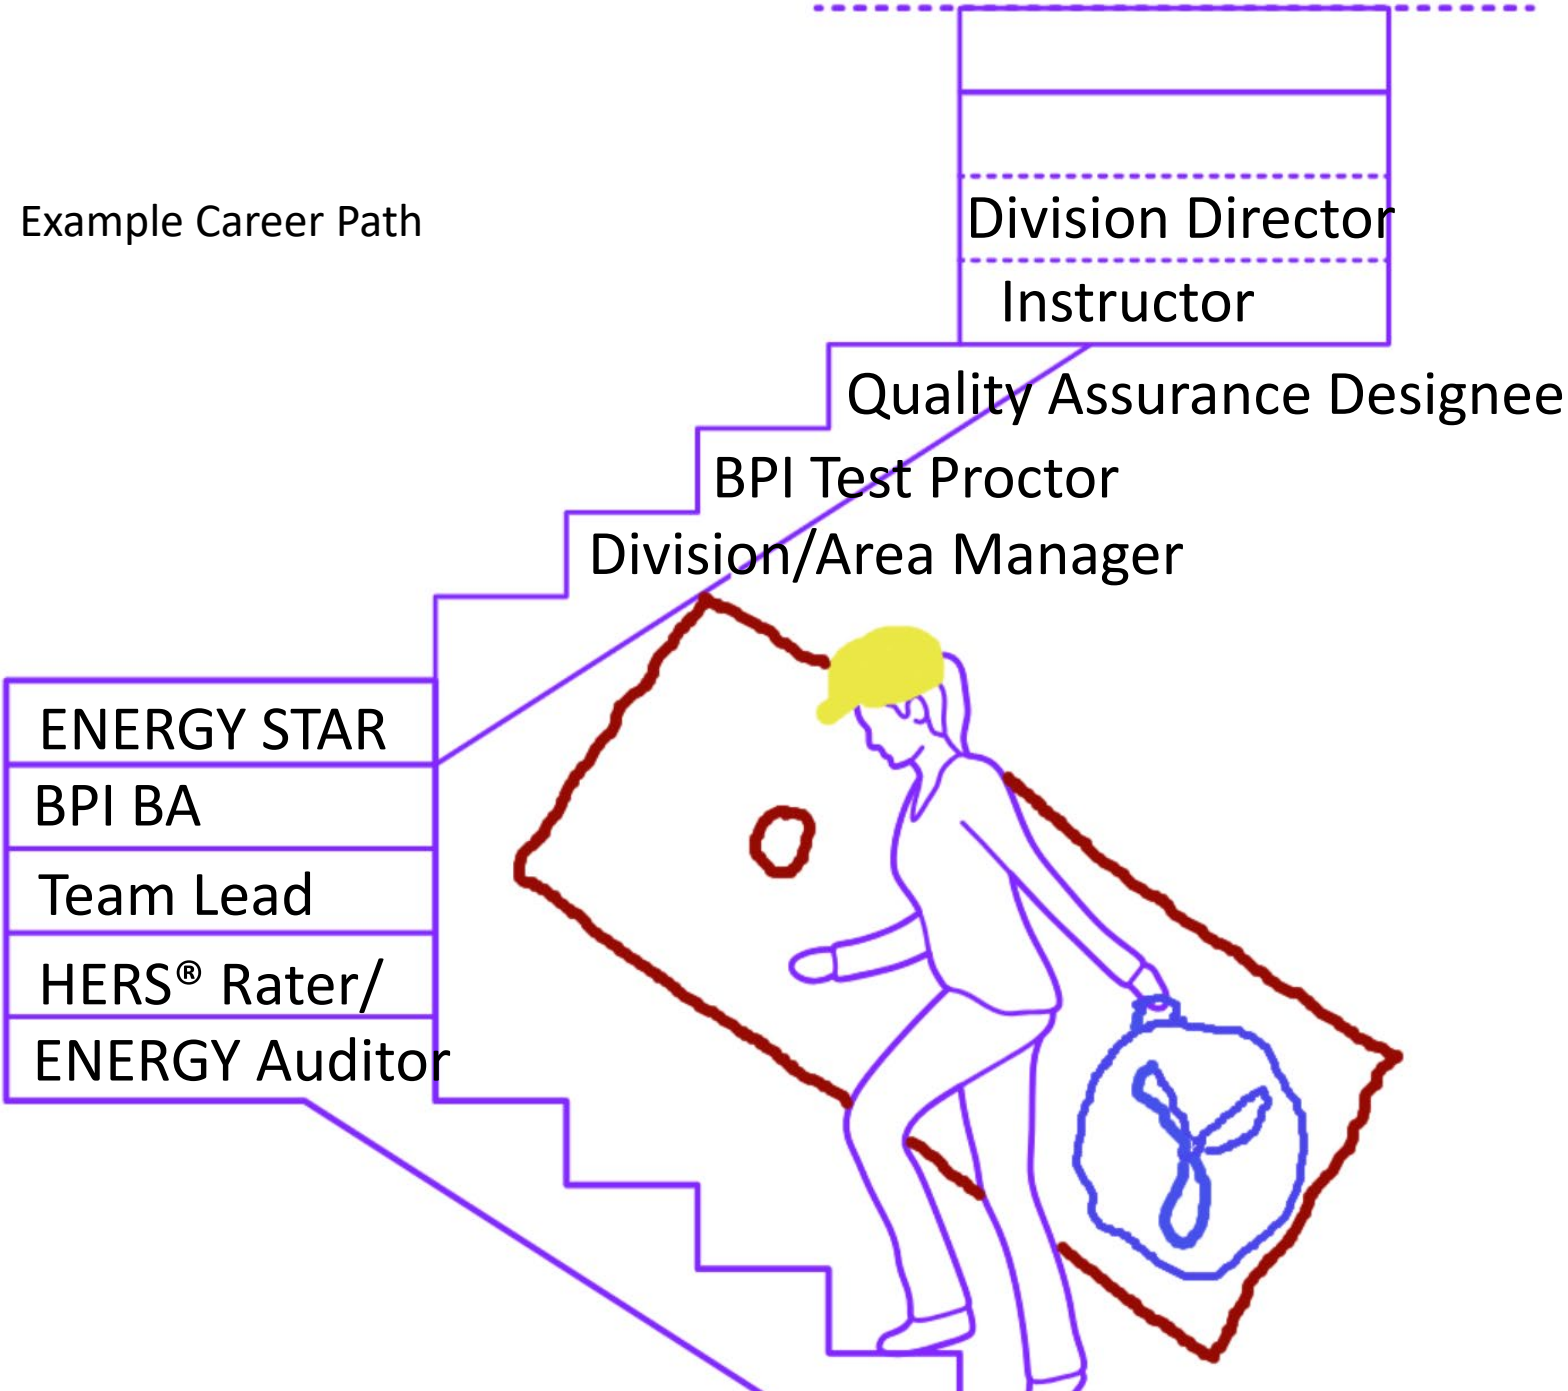 Example Career Path
Division Director
Instructor
Quality Assurance Designee
BPI Test Proctor
Division/Area Manager
ENERGY STAR
BPI BA
Team Lead
HERS® Rater/
ENERGY Auditor